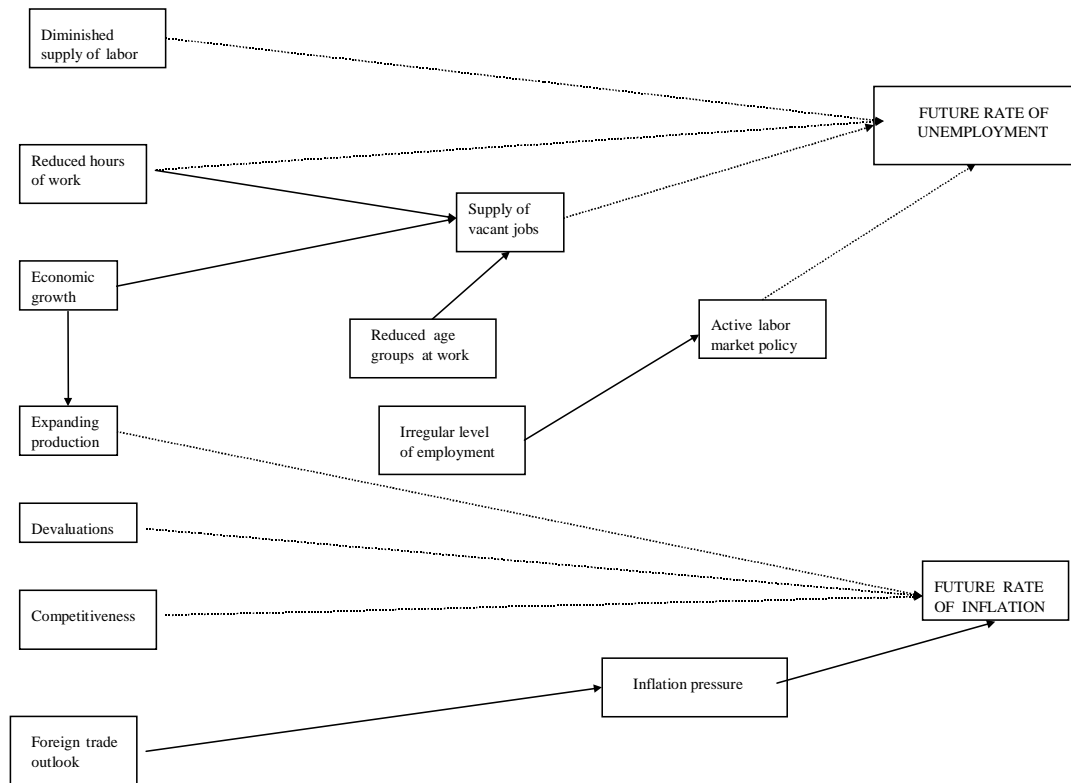 Diminished
supply of labor
FUTURE RATE OF
UNEMPLOYMENT
Reduced hours
of work
Supply of
vacant jobs
Economic
growth
Reduced age
groups at work
Active labor
market policy
Expanding
production
Irregular level
of employment
Devaluations
FUTURE RATE
OF INFLATION
Competitiveness
Inflation pressure
Foreign trade
outlook